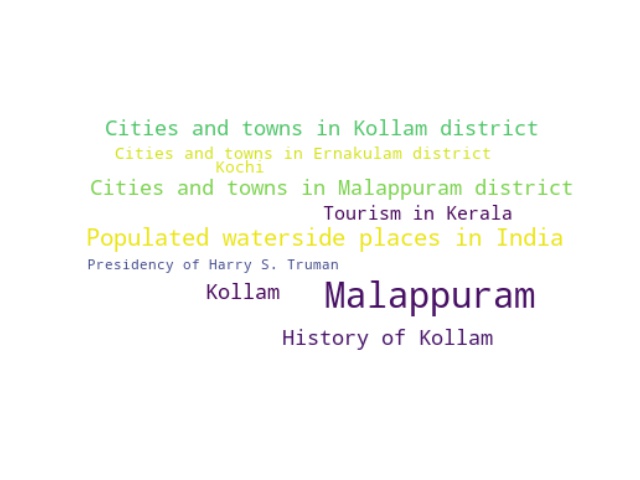 Cities and towns in Kollam district
Cities and towns in Ernakulam district
Kochi
Cities and towns in Malappuram district
Tourism in Kerala
Populated waterside places in India
Presidency of Harry S. Truman
Kollam
Malappuram
History of Kollam